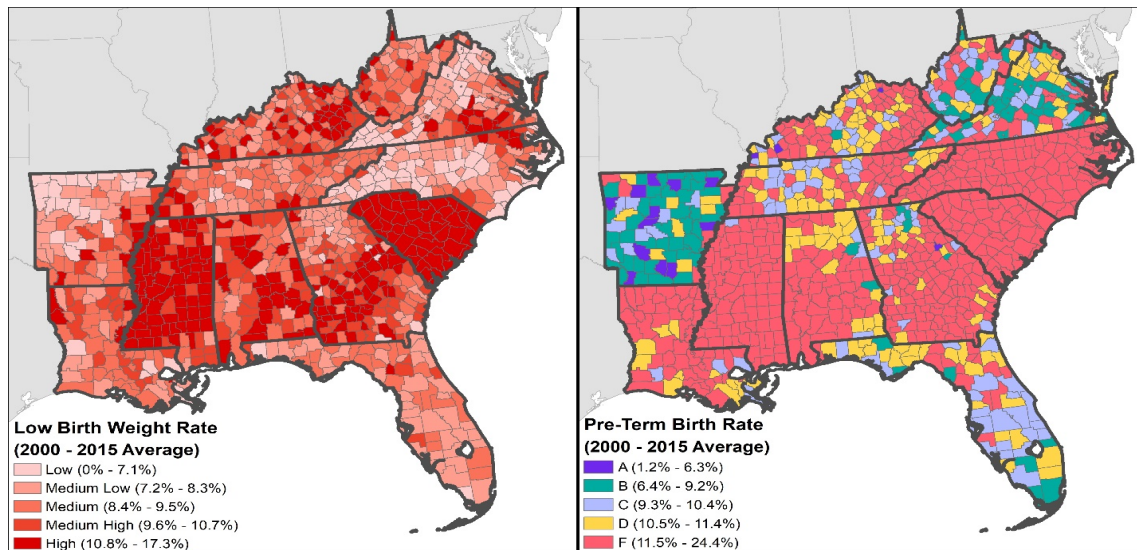 Low Birth Weight Rate
(2000 - 2015 Average)
Low (0% - 7.1%)
Medium Low (7.2% - 8.3%)
Medium (8.4% - 9.5%)
Medium High (9.6% - 10.7%)
High (10.8% - 17.3%)
Pre-Term Birth Rate
(2000 - 2015 Average)
A (1.2% - 6.3%)
B (6.4% - 9.2%)
C (9.3% - 10.4%)
D (10.5% - 11.4%)
F (11.5% - 24.4%)